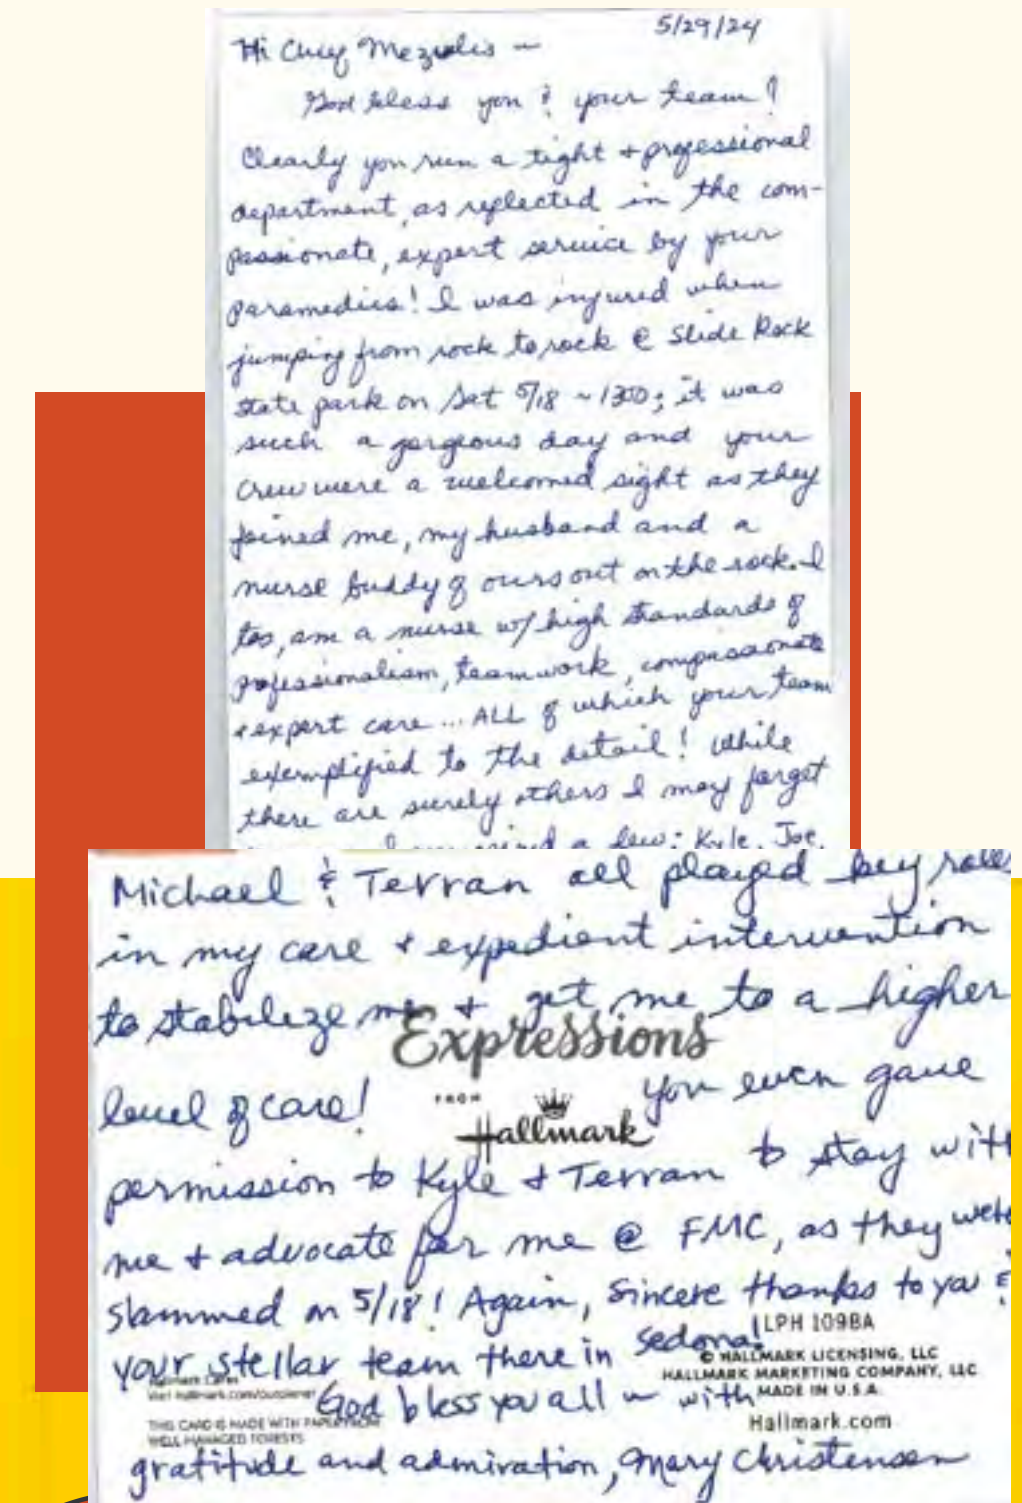 5/29/24
Hi Mezulis ~
God bless you & your team!
Clearly you run a tight + professional
department, as reflected in the com-
passionate, expert service by your
paramedics! I was injured when
jumping from rock to rock @ Slide Rock
state park on Sat 5/18 ~ 1300; it was
such a gorgeous day and your
crew were a welcomed sight as they
joined me, my husband and a
nurse buddy of ours out on the rock. I
too, am a nurse w/ high standards of
professionalism, teamwork, compassionate
+ expert care ... ALL of which your team
exemplified to the detail! While
there are surely others I may forget
a few: Kyle, Joe,
Michael & Terran all played key roles
in my care + expedient intervention
to stabilize me + get me to a higher
Expressions
level of care! You even gave
FROM
Hallmark
permission to Kyle + Terran to stay with
me + advocate for me @ FMC, as they were
slammed on 5/18! Again, sincere thanks to you &
your stellar team there in Sedona!
LPH 109BA
© HALLMARK LICENSING, LLC
HALLMARK MARKETING COMPANY, LLC
MADE IN U.S.A.
Hallmark.com
God bless you all ~ with
THIS CARD IS MADE WITH PAPER FROM
WELL MANAGED FORESTS
gratitude and admiration, Mary Christensen